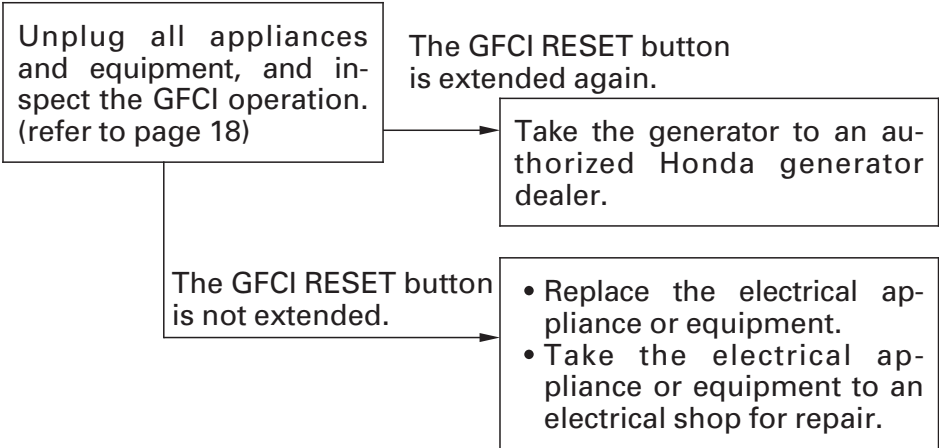 Unplug all appliances
and equipment, and in-
spect the GFCI operation.
(refer to page 18)
The GFCI RESET button
is extended again.
Take the generator to an au-
thorized Honda generator
dealer.
The GFCI RESET button
is not extended.
• Replace the electrical ap-
pliance or equipment.
• Take the electrical ap-
pliance or equipment to an
electrical shop for repair.